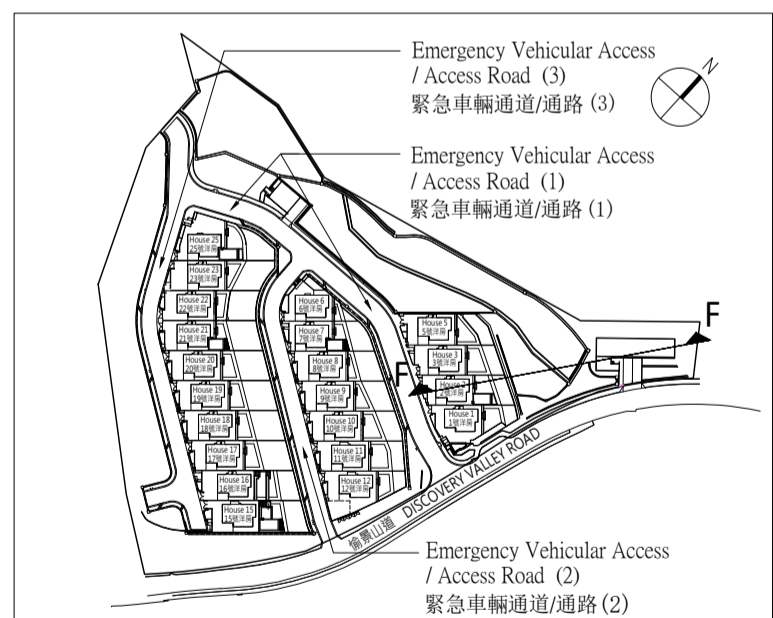 Emergency Vehicular Access
/ Access Road (3)
緊急車輛通道/通路 (3)
N
Emergency Vehicular Access
/ Access Road (1)
緊急車輛通道/通路 (1)
House 25
25號洋房
House 23
23號洋房
House 22
22號洋房
House 21
21號洋房
House 20
20號洋房
House 19
19號洋房
House 18
18號洋房
House 17
17號洋房
House 16
16號洋房
House 15
15號洋房
House 6
6號洋房
House 7
7號洋房
House 8
8號洋房
House 9
9號洋房
House 10
10號洋房
House 11
11號洋房
House 12
12號洋房
House 5
5號洋房
House 3
3號洋房
House 2
2號洋房
House 1
1號洋房
F
F
愉景山道 DISCOVERY VALLEY ROAD
Emergency Vehicular Access
/ Access Road (2)
緊急車輛通道/通路 (2)